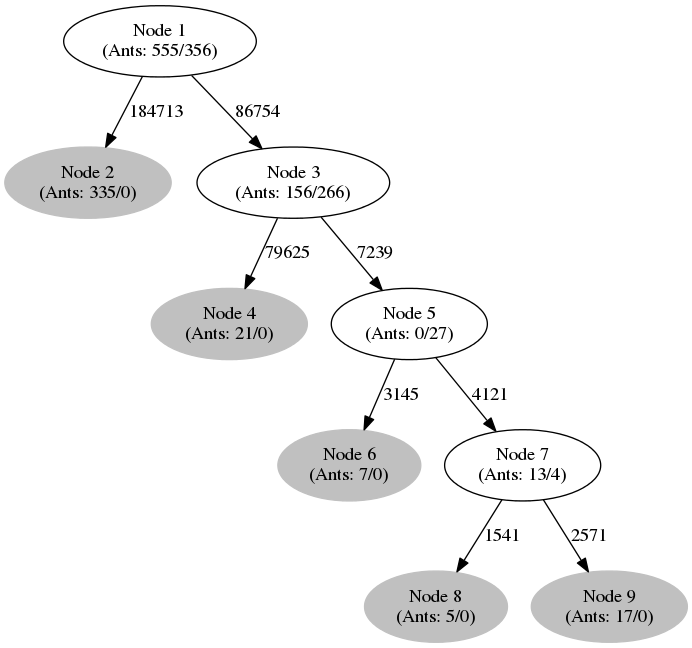 Node 1
(Ants: 555/356)
184713
86754
Node 2
(Ants: 335/0)
Node 3
(Ants: 156/266)
79625
7239
Node 4
(Ants: 21/0)
Node 5
(Ants: 0/27)
3145
4121
Node 6
(Ants: 7/0)
Node 7
(Ants: 13/4)
1541
2571
Node 8
(Ants: 5/0)
Node 9
(Ants: 17/0)